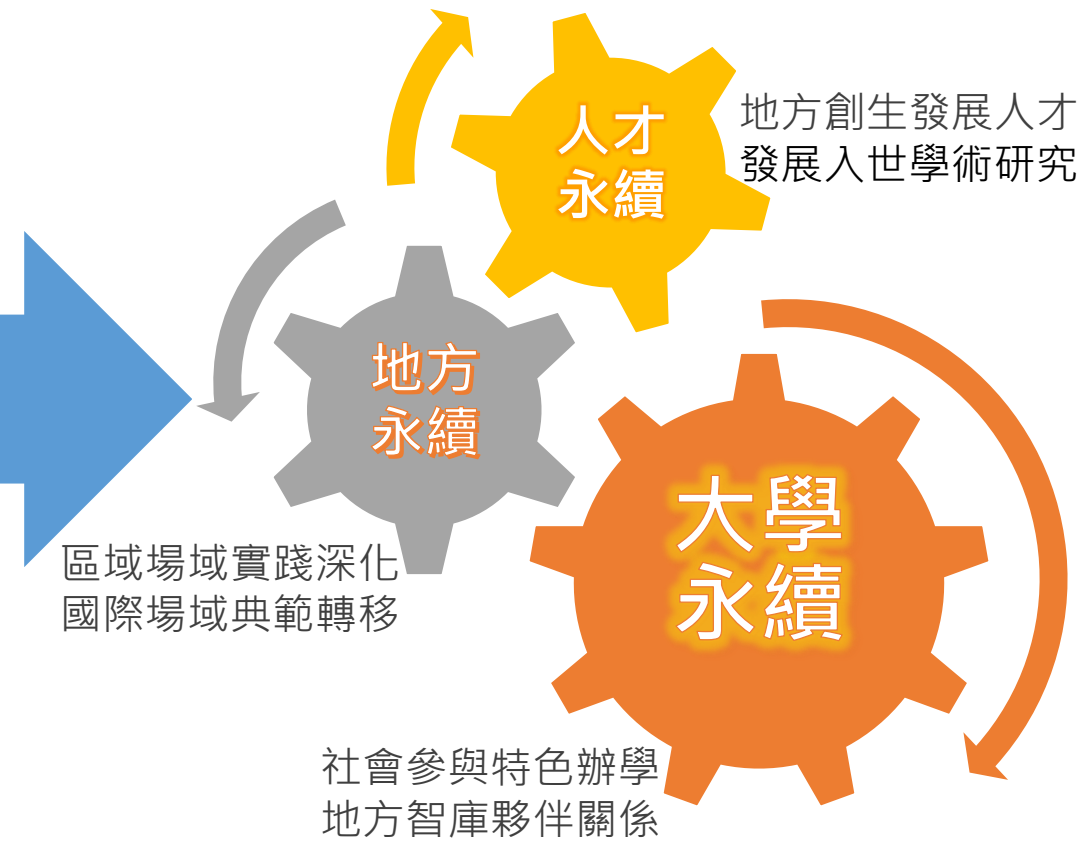 人才
永續
地方創生發展人才
發展入世學術研究
地方
永續
區域場域實踐深化
國際場域典範轉移
大學
永續
社會參與特色辦學
地方智庫夥伴關係